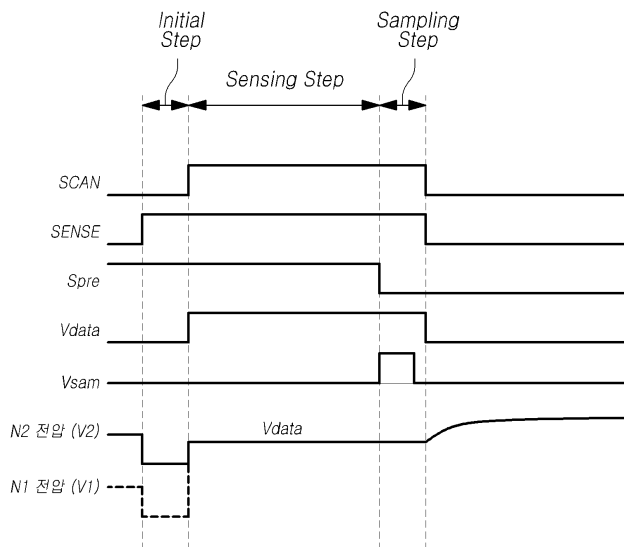 Initial
Step
Sampling
Step
Sensing Step
SCAN
SENSE
Spre
Vdata
Vsam
N2 전압 (V2)
Vdata
N1 전압 (V1)